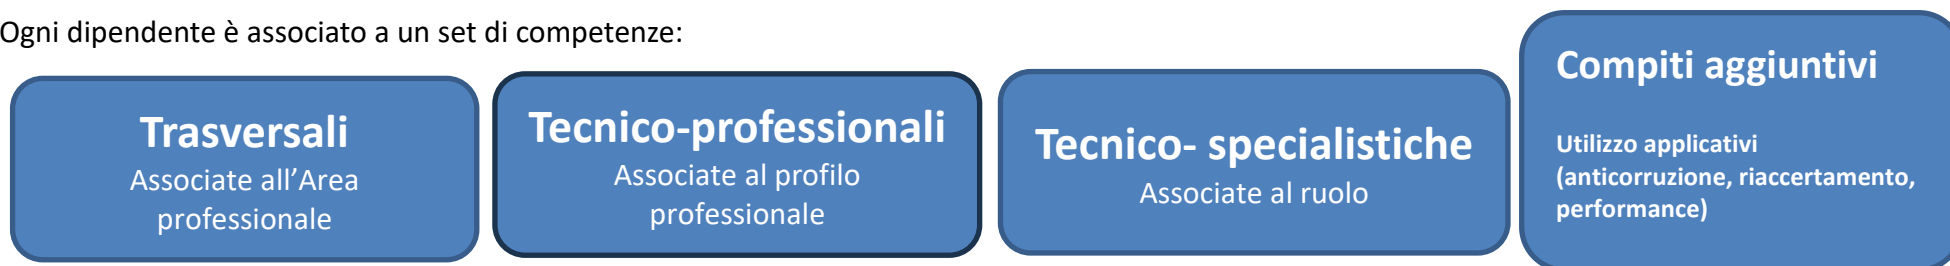 Ogni dipendente è associato a un set di competenze:
Trasversali
Associate all’Area
professionale
Tecnico-professionali
Associate al profilo
professionale
Tecnico- specialistiche
Associate al ruolo
Compiti aggiuntivi
Utilizzo applicativi
(anticorruzione, riaccertamento,
performance)